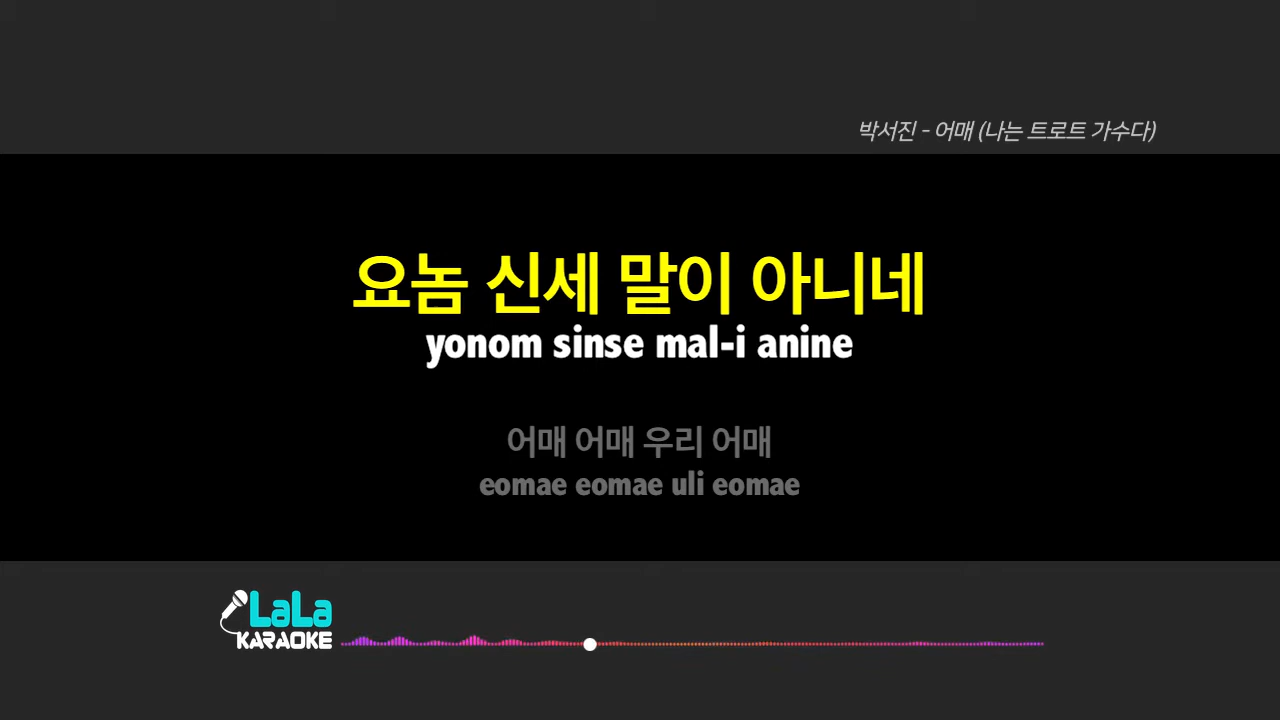 박서진 - 어매 (나는 트로트 가수다)
요놈 신세 말이 아니네
yonom sinse mal-i anine
어매 어매 우리 어매
eomae eomae uli eomae
LaLa
KARAOKE